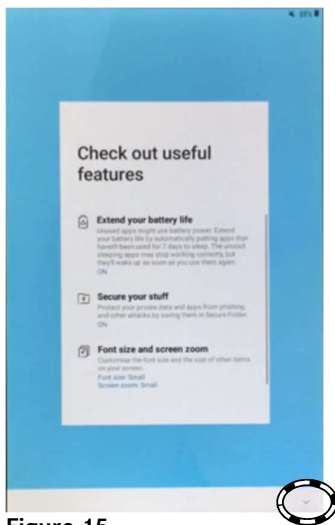 88%
Check out useful
features
Extend your battery life
Unused apps might use battery power. Extend
your battery life by automatically putting apps that
haven't been used for 7 days to sleep. The unused
sleeping apps may stop working correctly, but
they'll wake up as soon as you use them again.
ON
Secure your stuff
Protect your private data and apps from phishing
and other attacks by saving them in Secure Folder.
ON
Font size and screen zoom
Customise the font size and the size of other items
on your screen.
Font size: Small
Screen zoom: Small
Figure 15